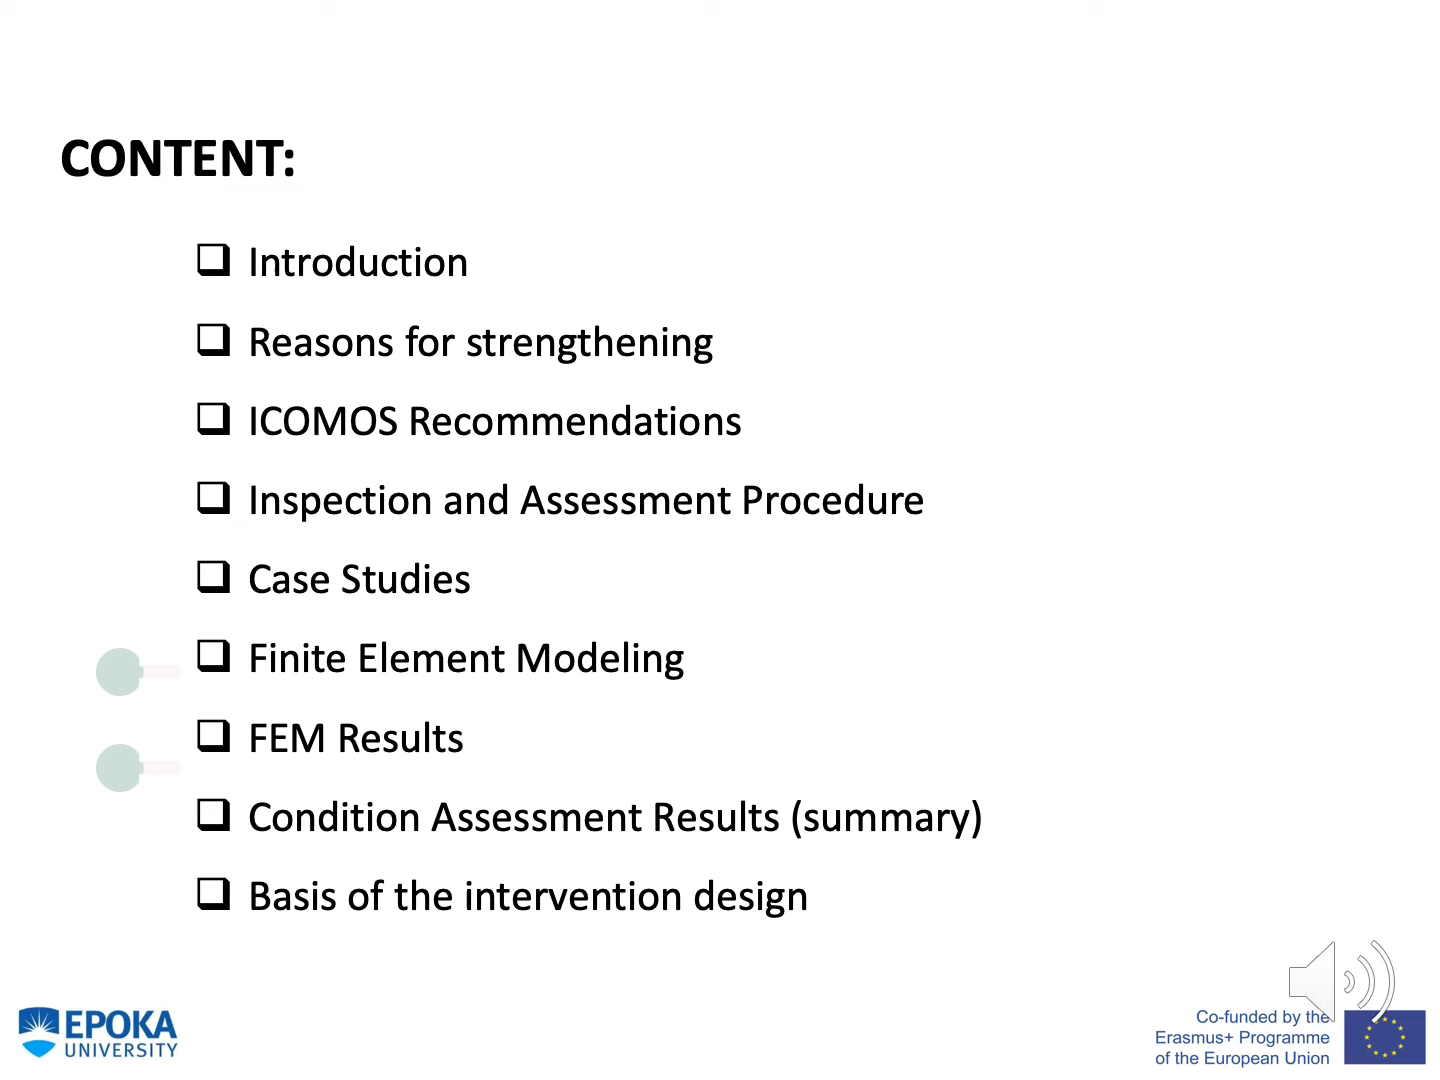 CONTENT:
Introduction
Reasons for strengthening
ICOMOS Recommendations
Inspection and Assessment Procedure
Case Studies
Finite Element Modeling
FEM Results
Condition Assessment Results (summary)
Basis of the intervention design
EPOKA
UNIVERSITY
Co-funded by the
Erasmus+ Programme
of the European Union